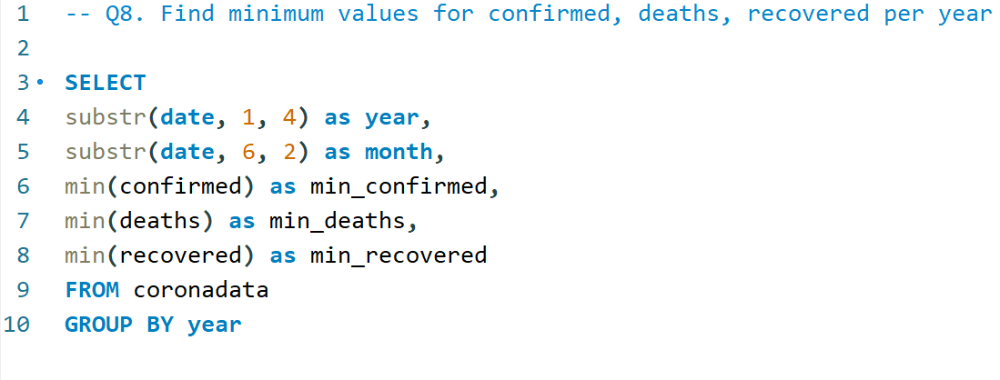 1 -- Q8. Find minimum values for confirmed, deaths, recovered per year
2
3 SELECT
4 substr(date, 1, 4) as year,
5 substr(date, 6, 2) as month,
6 min(confirmed) as min_confirmed,
7 min(deaths) as min_deaths,
8 min(recovered) as min_recovered
9 FROM coronadata
10 GROUP BY year